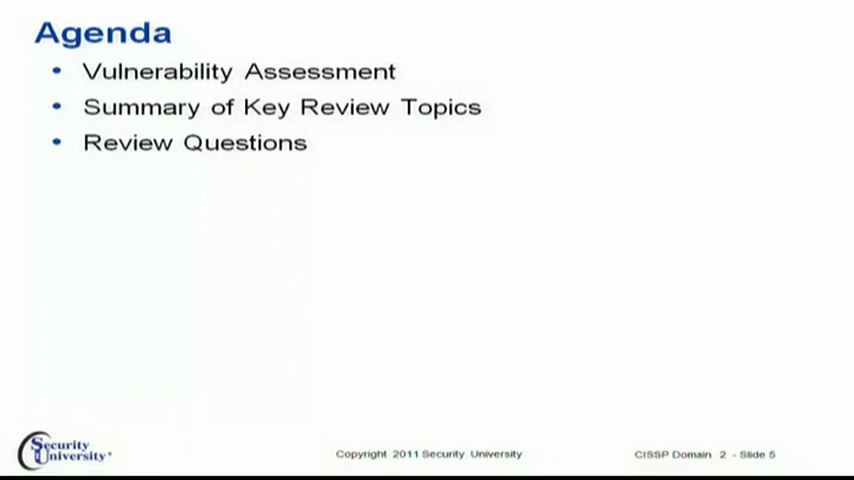 Agenda
• Vulnerability Assessment
• Summary of Key Review Topics
• Review Questions
Security
University
Copyright 2011 Security University
CISSP Domain 2 - Slide 5